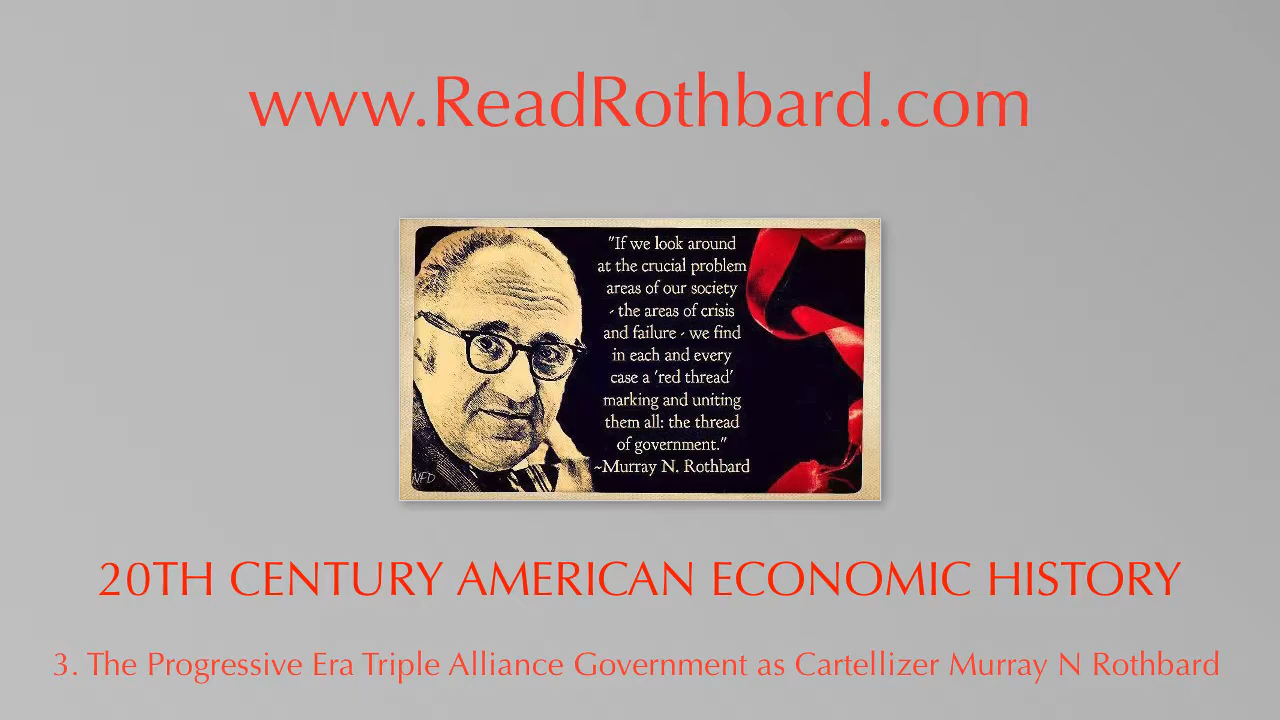 www.ReadRothbard.com
"If we look around
at the crucial problem
areas of our society
- the areas of crisis
and failure - we find
in each and every
case a 'red thread'
marking and uniting
them all: the thread
of government."
~Murray N. Rothbard
NFD
20TH CENTURY AMERICAN ECONOMIC HISTORY
3. The Progressive Era Triple Alliance Government as Cartellizer Murray N Rothbard